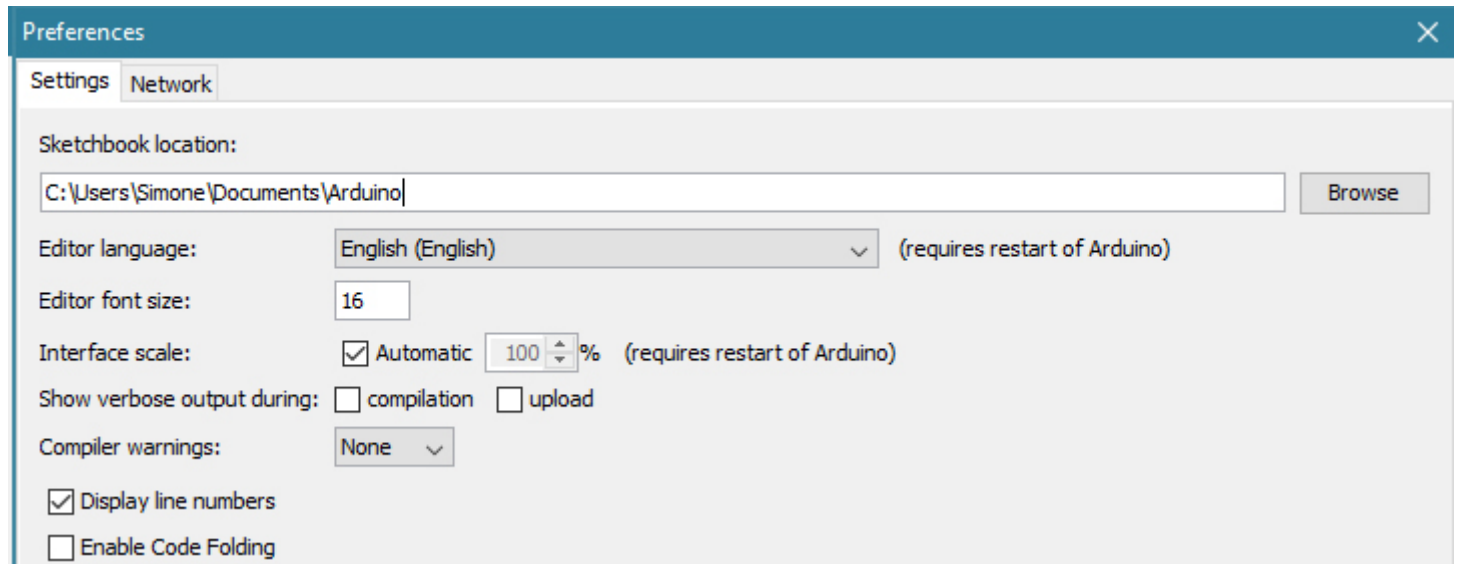 Preferences
Settings Network
Sketchbook location:
C:\Users\Simone\Documents\Arduino Browse
Editor language: English (English) (requires restart of Arduino)
Editor font size: 16
Interface scale: Automatic 100 % (requires restart of Arduino)
Show verbose output during: compilation upload
Compiler warnings: None
Display line numbers
Enable Code Folding